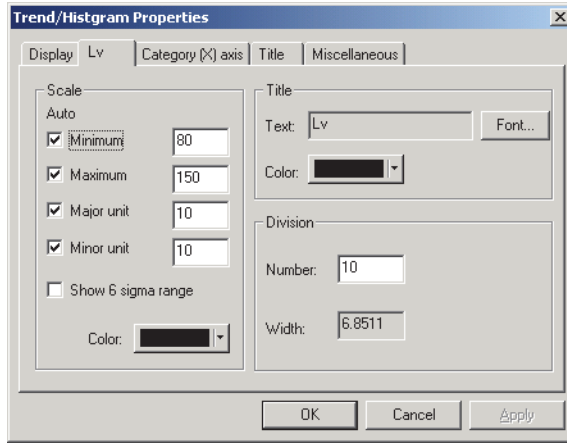 Trend/Histgram Properties
Display Lv Category (X) axis Title Miscellaneous
Scale
Auto
Minimum 80
Maximum 150
Major unit 10
Minor unit 10
Show 6 sigma range
Color:
Title
Text: Lv Font...
Color:
Division
Number: 10
Width: 6.8511
OK Cancel Apply